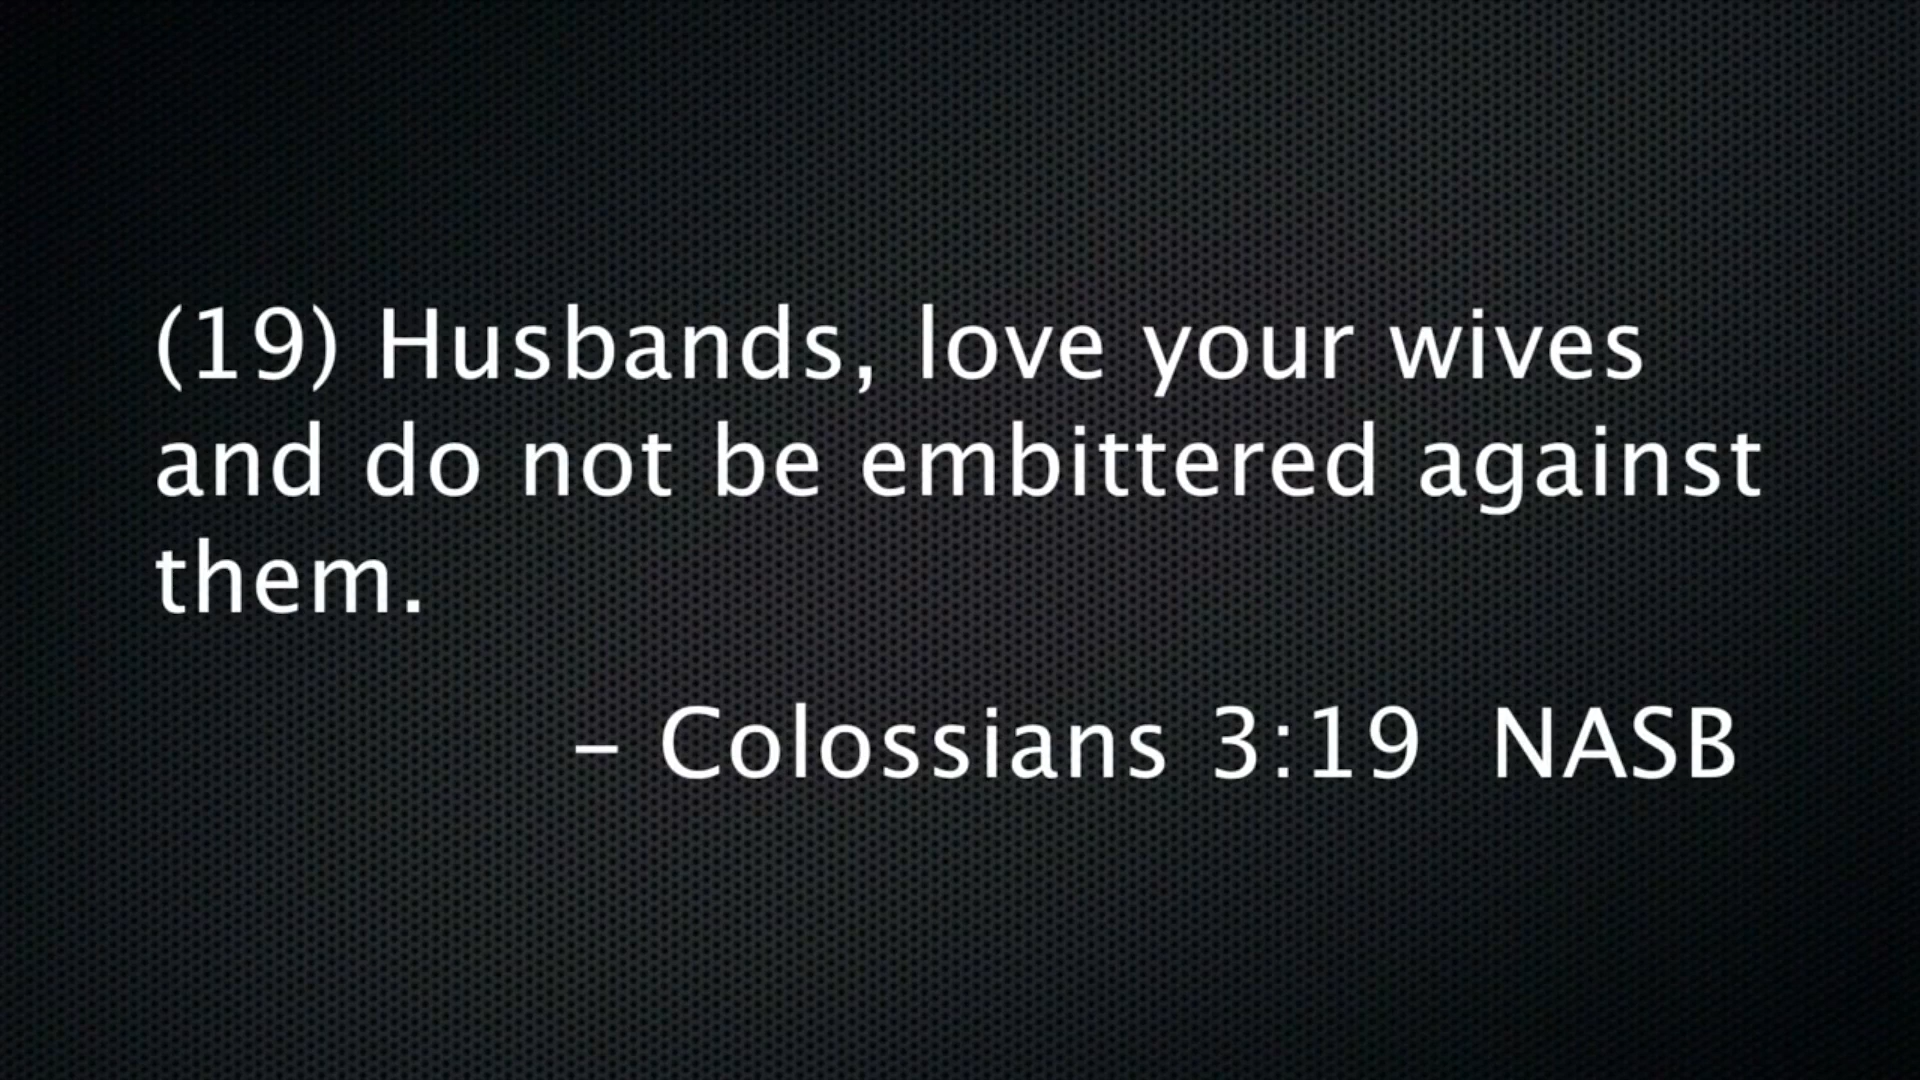 (19) Husbands, love your wives
and do not be embittered against
them.
– Colossians 3:19  NASB